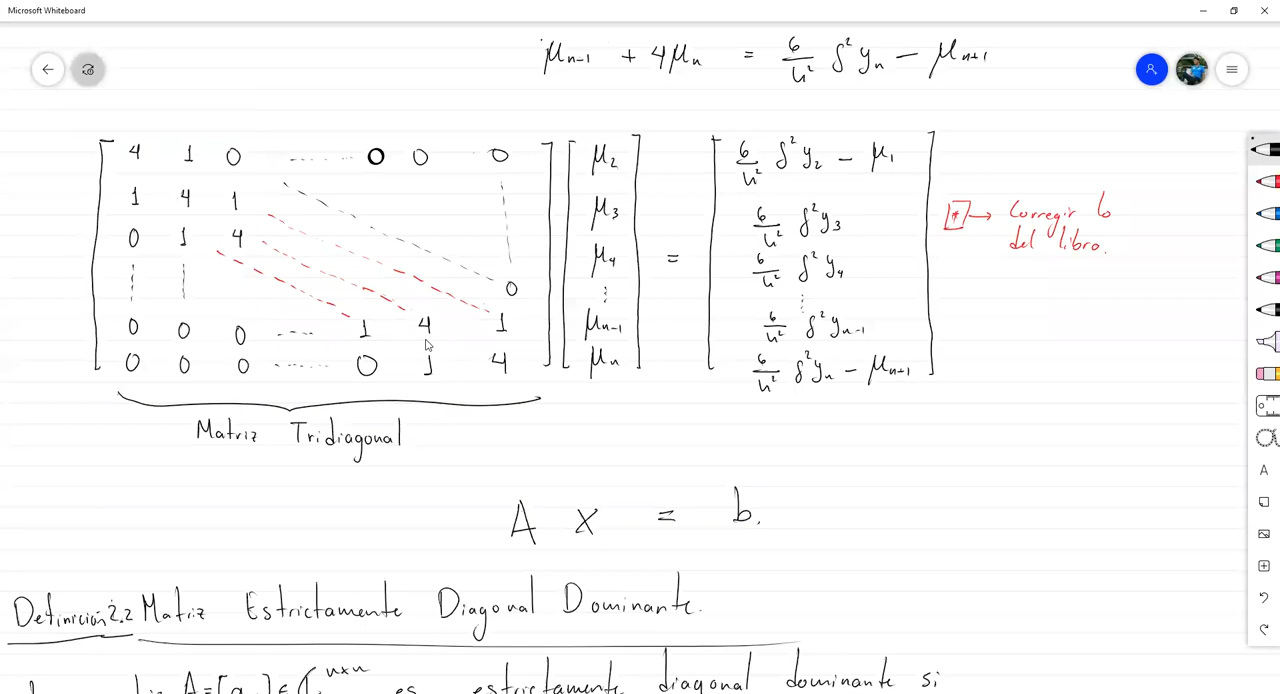 Microsoft Whiteboard
μn-1 + 4μn = 6/h² δ²yn − μn+1
4 1 0 ------ 0 0 0 μ2 6/h² δ²y2 − μ1
1 4 1 μ3 6/h² δ²y3 * → Corregir lo
0 1 4 μ4 = 6/h² δ²y4 del libro.
0
0 0 0 ---- 1 4 1 μn-1 6/h² δ²yn-1
0 0 0 ------ 0 1 4 μn 6/h² δ²yn − μn+1
Matriz Tridiagonal
A x = b.
Definición 2.2 Matriz Estrictamente Diagonal Dominante.
n×n es estrictamente diagonal dominante si